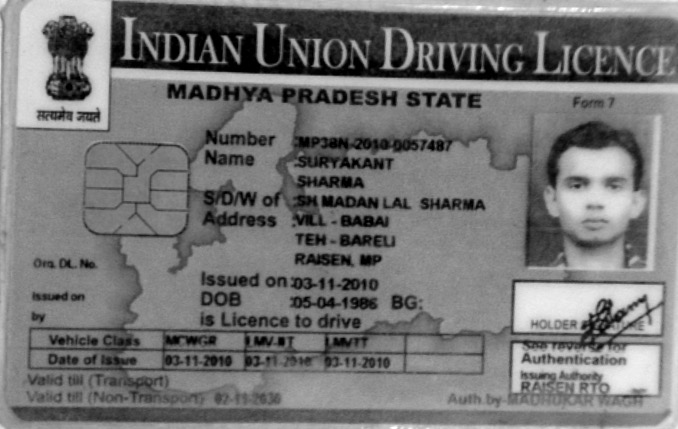 INDIAN UNION DRIVING LICENCE
सत्यमेव जयते
MADHYA PRADESH STATE
Form 7
Number :MP38N-2010-0057487
Name :SURYAKANT
SHARMA
S/D/W of :SH MADAN LAL SHARMA
Address :VILL - BABAI
TEH - BARELI
RAISEN, MP
Org. DL. No.
Issued on :03-11-2010
Issued on
DOB :05-04-1986 BG:
by
is Licence to drive
HOLDER SIGNATURE
Vehicle Class MCWGR LMV-NT LMVTT
Date of Issue 03-11-2010 03-11-2010 03-11-2010
See reverse for
Authentication
Issuing Authority
RAISEN RTO
Valid till (Transport)
Valid till (Non-Transport) 02-11-2030
Auth.by-MADHUKAR WAGH